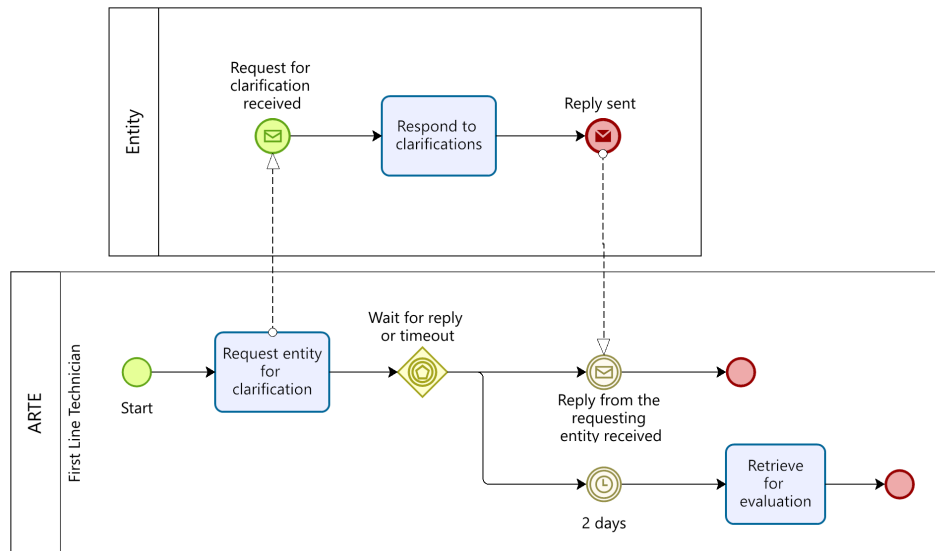 Entity
Request for
clarification
received
Respond to
clarifications
Reply sent
ARTE
First Line Technician
Start
Request entity
for
clarification
Wait for reply
or timeout
Reply from the
requesting
entity received
2 days
Retrieve
for
evaluation